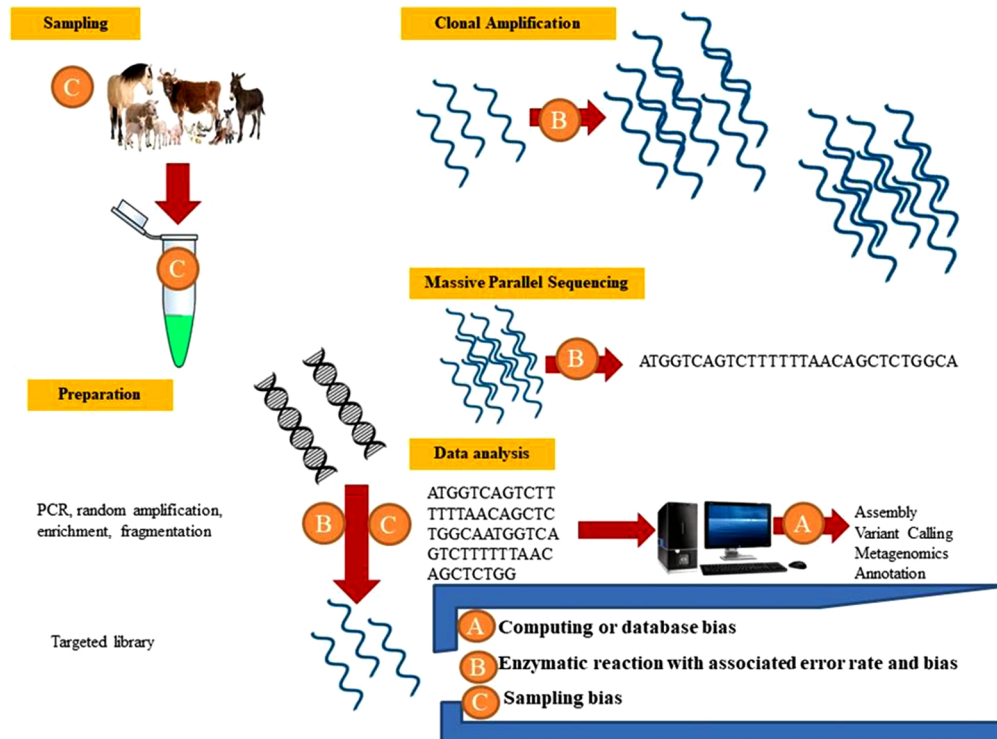 Sampling
C
C
Preparation
PCR, random amplification,
enrichment, fragmentation
B
C
Targeted library
Clonal Amplification
B
Massive Parallel Sequencing
B
ATGGTCAGTCTTTTTTAACAGCTCTGGCA
Data analysis
ATGGTCAGTCTT
TTTTAACAGCTC
TGGCAATGGTCA
GTCTTTTTTAAC
AGCTCTGG
A
Assembly
Variant Calling
Metagenomics
Annotation
A Computing or database bias
B Enzymatic reaction with associated error rate and bias
C Sampling bias